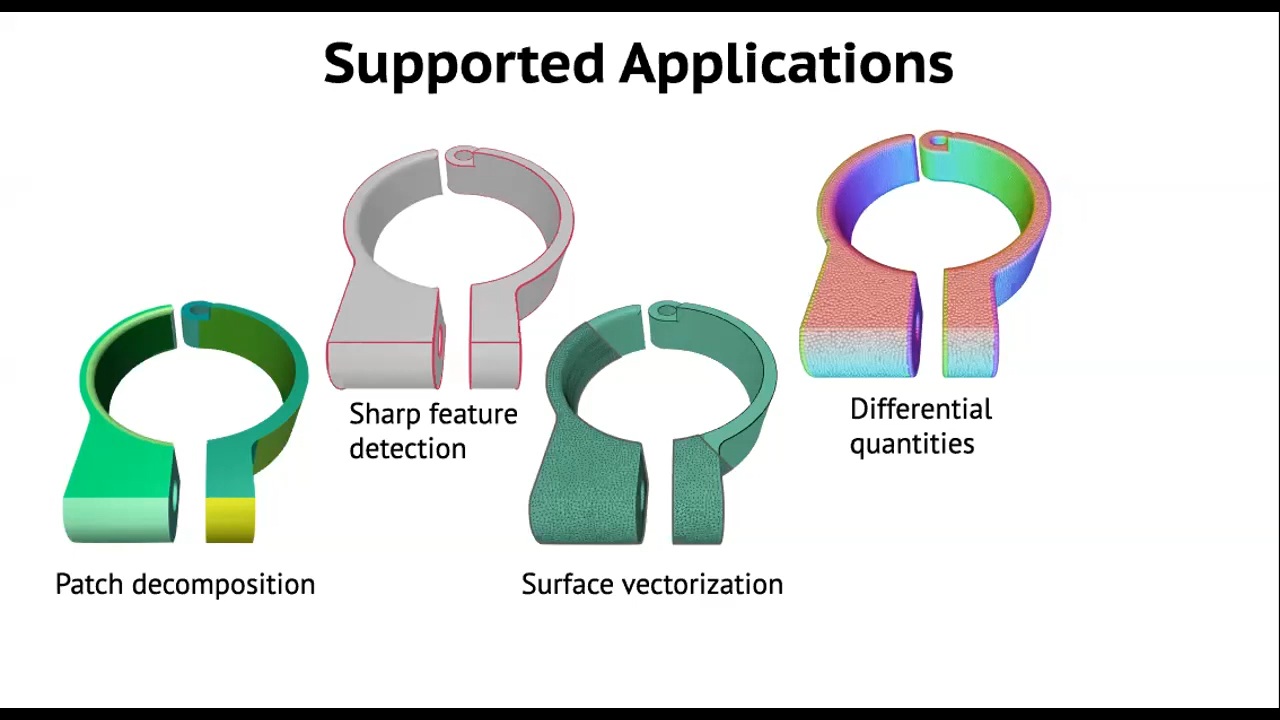 Supported Applications
Sharp feature
detection
Differential
quantities
Patch decomposition
Surface vectorization